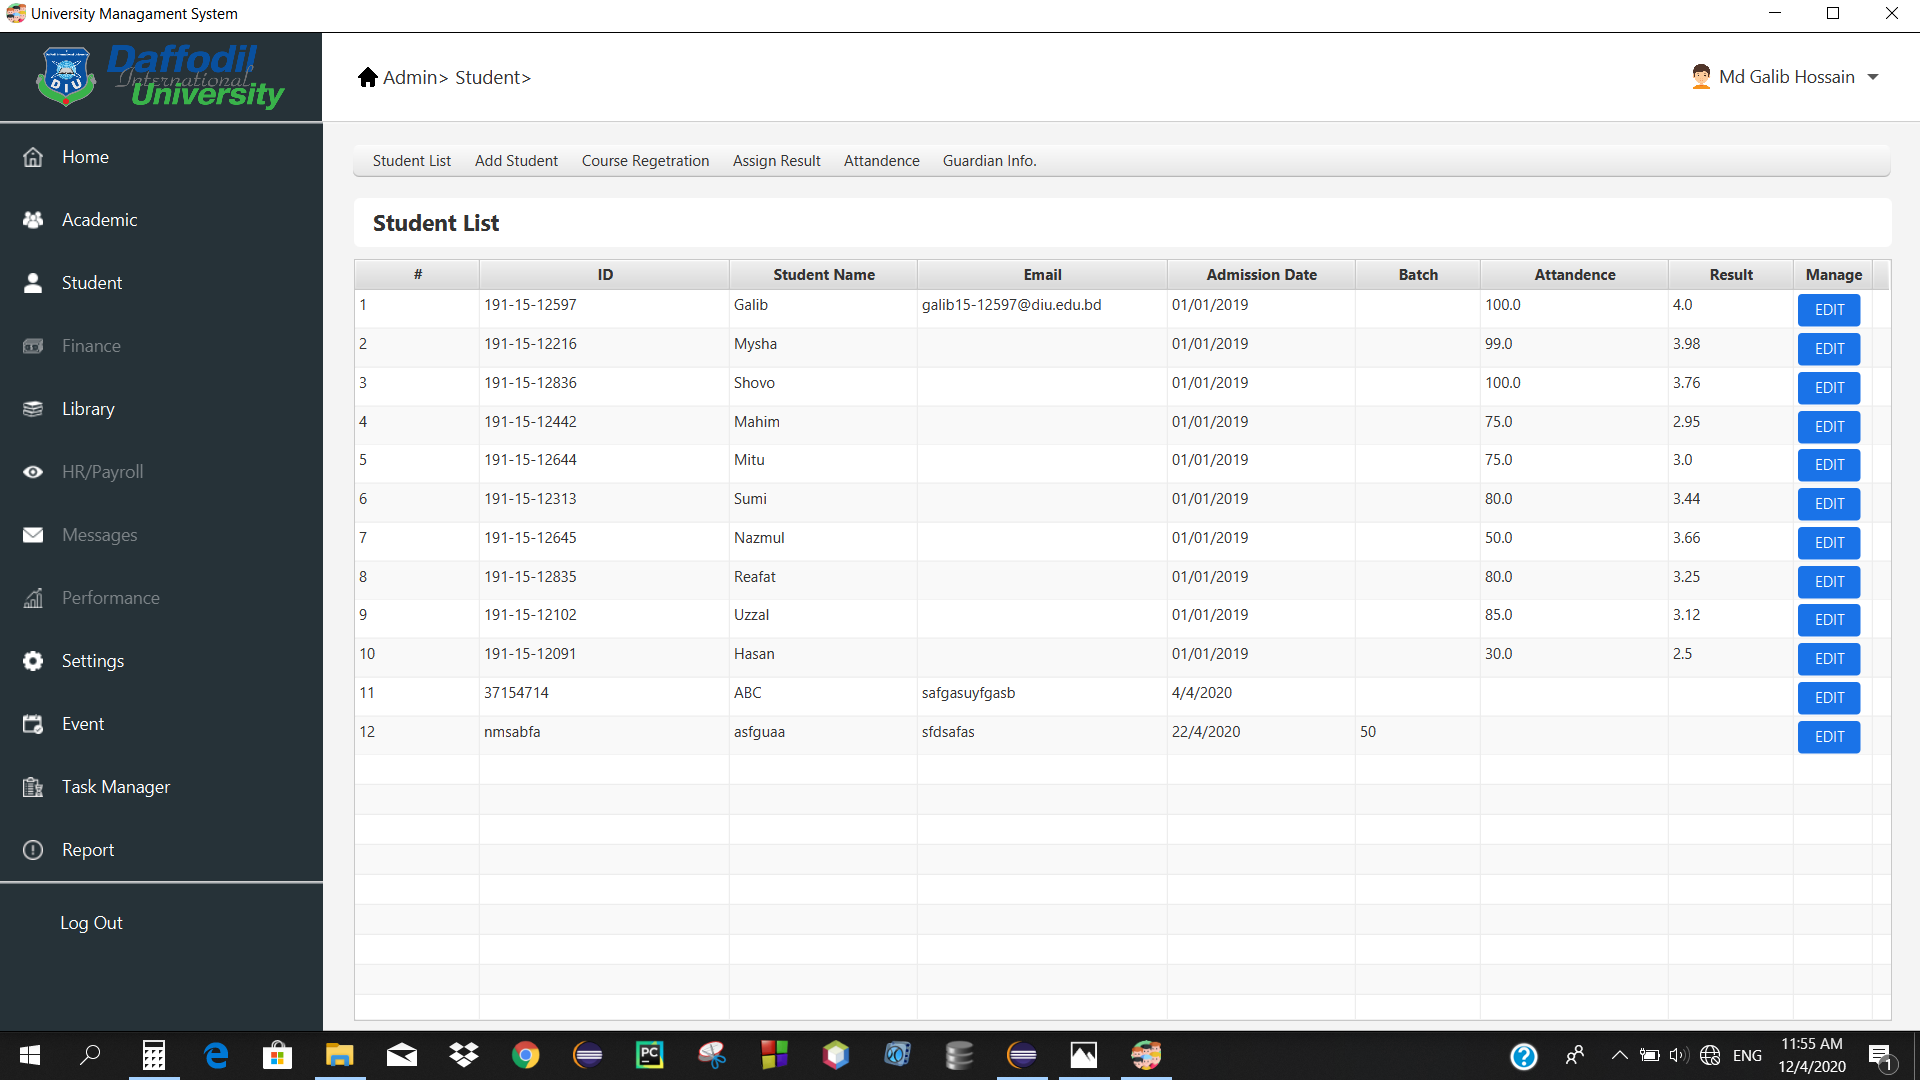 University Managament System
Daffodil
International
University
DIU
Admin> Student>
Md Galib Hossain
Home
Academic
Student
Finance
Library
HR/Payroll
Messages
Performance
Settings
Event
Task Manager
Report
Log Out
Student List Add Student Course Regetration Assign Result Attandence Guardian Info.
Student List
# ID Student Name Email Admission Date Batch Attandence Result Manage
1 191-15-12597 Galib galib15-12597@diu.edu.bd 01/01/2019 100.0 4.0 EDIT
2 191-15-12216 Mysha 01/01/2019 99.0 3.98 EDIT
3 191-15-12836 Shovo 01/01/2019 100.0 3.76 EDIT
4 191-15-12442 Mahim 01/01/2019 75.0 2.95 EDIT
5 191-15-12644 Mitu 01/01/2019 75.0 3.0 EDIT
6 191-15-12313 Sumi 01/01/2019 80.0 3.44 EDIT
7 191-15-12645 Nazmul 01/01/2019 50.0 3.66 EDIT
8 191-15-12835 Reafat 01/01/2019 80.0 3.25 EDIT
9 191-15-12102 Uzzal 01/01/2019 85.0 3.12 EDIT
10 191-15-12091 Hasan 01/01/2019 30.0 2.5 EDIT
11 37154714 ABC safgasuyfgasb 4/4/2020 EDIT
12 nmsabfa asfguaa sfdsafas 22/4/2020 50 EDIT
PC
ENG
11:55 AM
12/4/2020
1